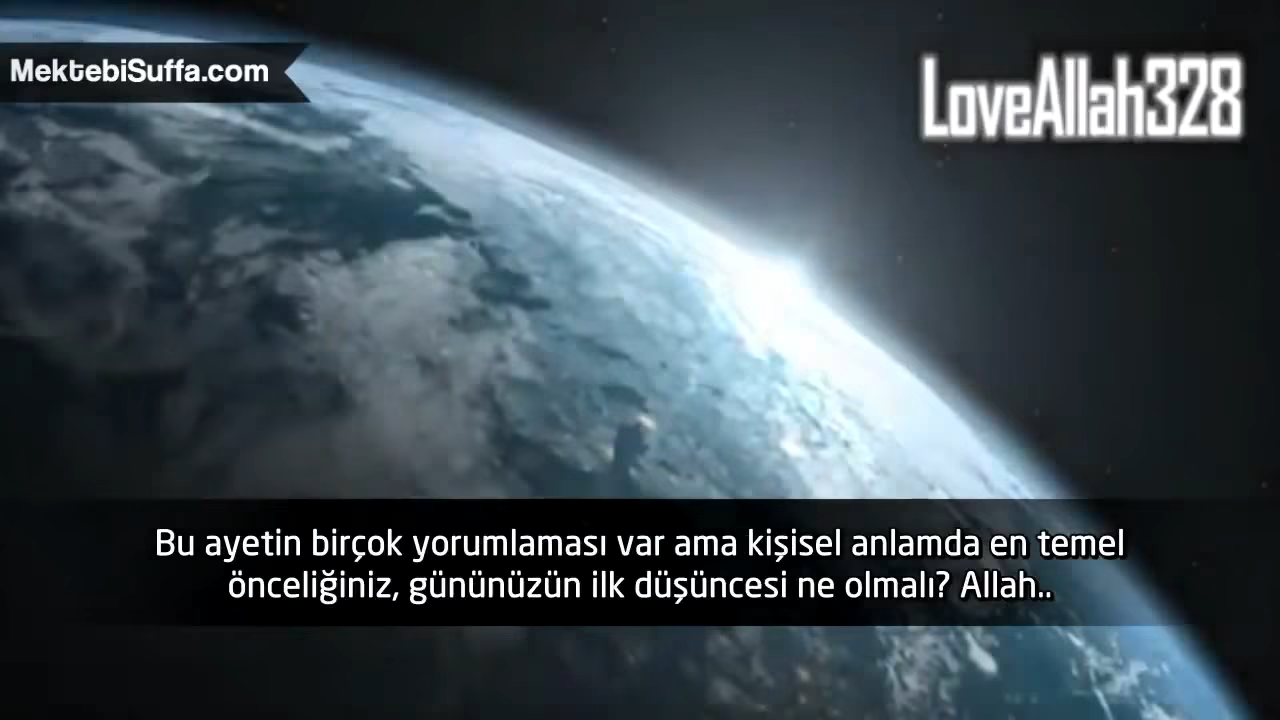 MektebiSuffa.com
LoveAllah328
Bu ayetin birçok yorumlaması var ama kişisel anlamda en temel
önceliğiniz, gününüzün ilk düşüncesi ne olmalı? Allah..